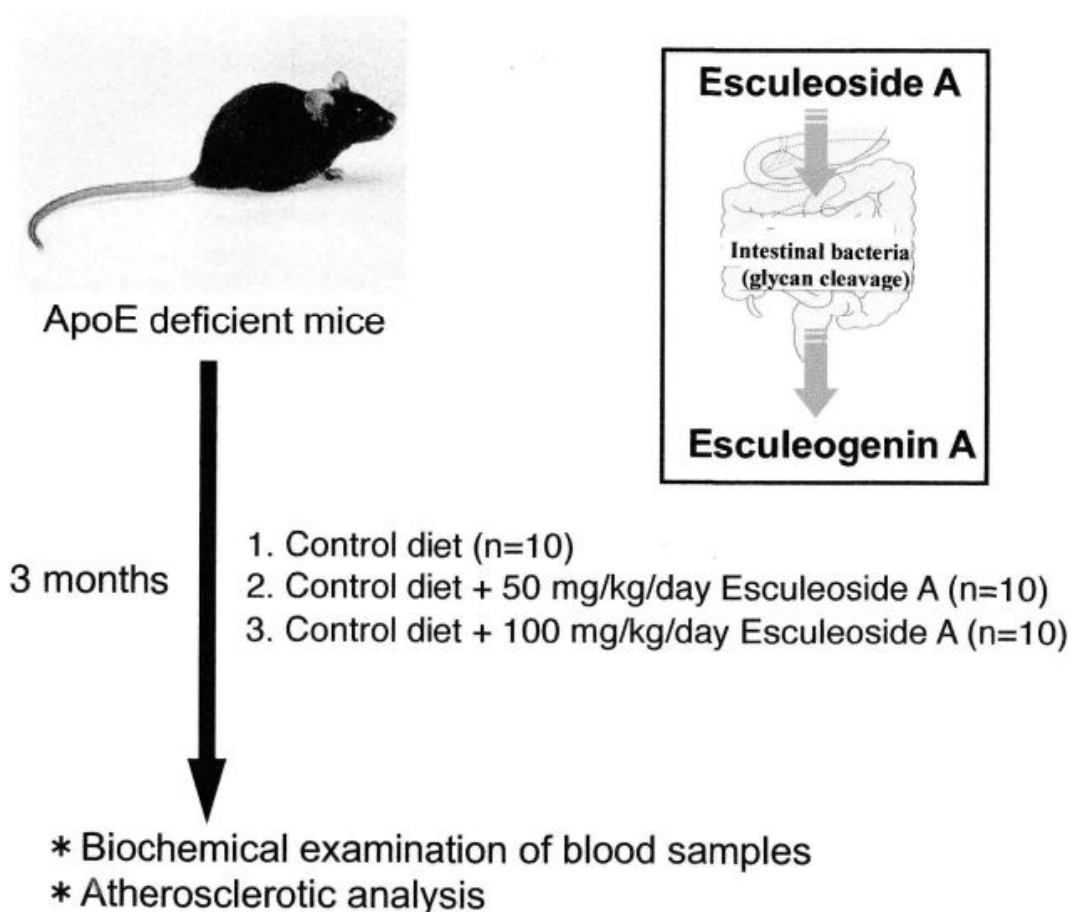 Esculeoside A
Intestinal bacteria
(glycan cleavage)
Esculeogenin A
ApoE deficient mice
3 months
1. Control diet (n=10)
2. Control diet + 50 mg/kg/day Esculeoside A (n=10)
3. Control diet + 100 mg/kg/day Esculeoside A (n=10)
* Biochemical examination of blood samples
* Atherosclerotic analysis